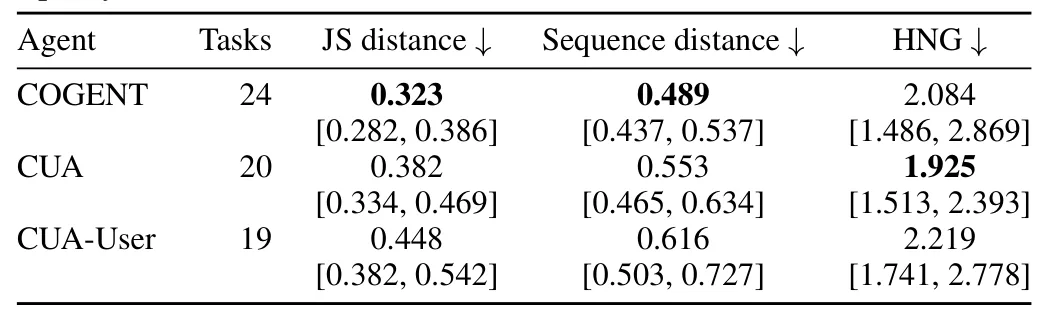 Agent Tasks JS distance ↓ Sequence distance ↓ HNG ↓
COGENT 24 0.323 0.489 2.084
[0.282, 0.386] [0.437, 0.537] [1.486, 2.869]
CUA 20 0.382 0.553 1.925
[0.334, 0.469] [0.465, 0.634] [1.513, 2.393]
CUA-User 19 0.448 0.616 2.219
[0.382, 0.542] [0.503, 0.727] [1.741, 2.778]